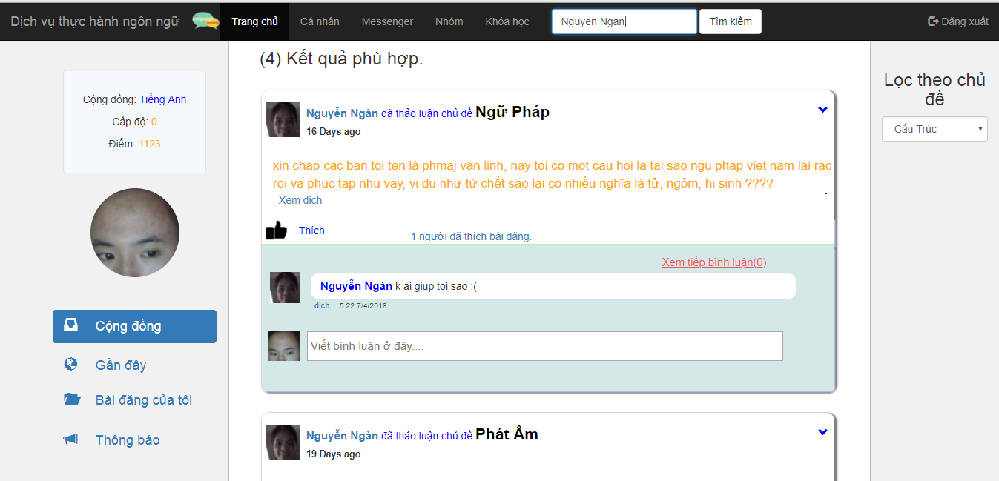 Dịch vụ thực hành ngôn ngữ
Trang chủ
Cá nhân
Messenger
Nhóm
Khóa học
Nguyen Ngan
Tìm kiếm
Đăng xuất
Cộng đồng: Tiếng Anh
Cấp độ: 0
Điểm: 1123
Cộng đồng
Gần đây
Bài đăng của tôi
Thông báo
(4) Kết quả phù hợp.
Nguyễn Ngàn đã thảo luận chủ đề Ngữ Pháp
16 Days ago
xin chao cac ban toi ten là phmaj van linh, nay toi co mot cau hoi la tai sao ngu phap viet nam lai rac
roi va phuc tap nhu vay, vi du như từ chết sao lại có nhiều nghĩa là tử, ngỏm, hi sinh ????
Xem dịch
Thích
1 người đã thích bài đăng.
Xem tiếp bình luận(0)
Nguyễn Ngàn k ai giup toi sao :(
dịch 5:22 7/4/2018
Viết bình luận ở đây....
Nguyễn Ngàn đã thảo luận chủ đề Phát Âm
19 Days ago
Lọc theo chủ
đề
Cấu Trúc